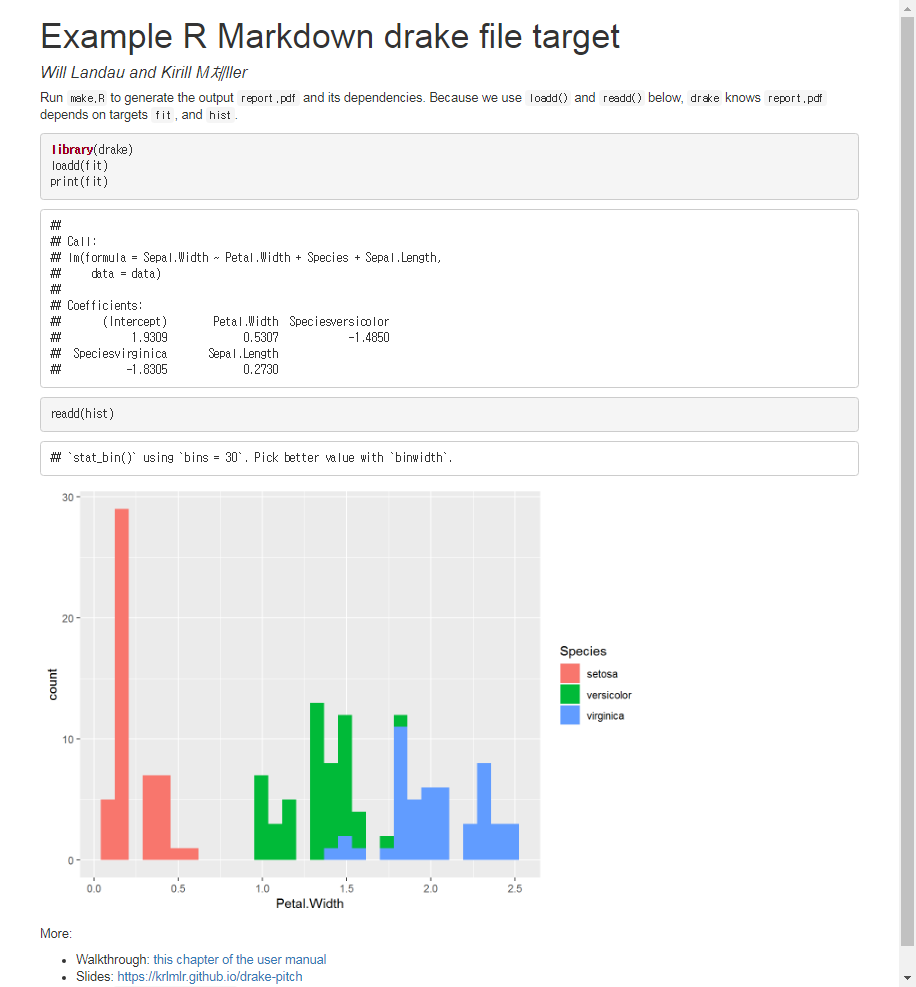 Example R Markdown drake file target
Will Landau and Kirill M체ller
Run make.R to generate the output report.pdf and its dependencies. Because we use loadd() and readd() below, drake knows report.pdf
depends on targets fit , and hist .
library(drake)
loadd(fit)
print(fit)
##
## Call:
## lm(formula = Sepal.Width ~ Petal.Width + Species + Sepal.Length,
##     data = data)
##
## Coefficients:
##       (Intercept)        Petal.Width  Speciesversicolor
##            1.9309             0.5307            -1.4850
##  Speciesvirginica       Sepal.Length
##           -1.8305             0.2730
readd(hist)
## `stat_bin()` using `bins = 30`. Pick better value with `binwidth`.
30
20
10
0
count
0.0 0.5 1.0 1.5 2.0 2.5
Petal.Width
Species
setosa
versicolor
virginica
More:
• Walkthrough: this chapter of the user manual
• Slides: https://krlmlr.github.io/drake-pitch